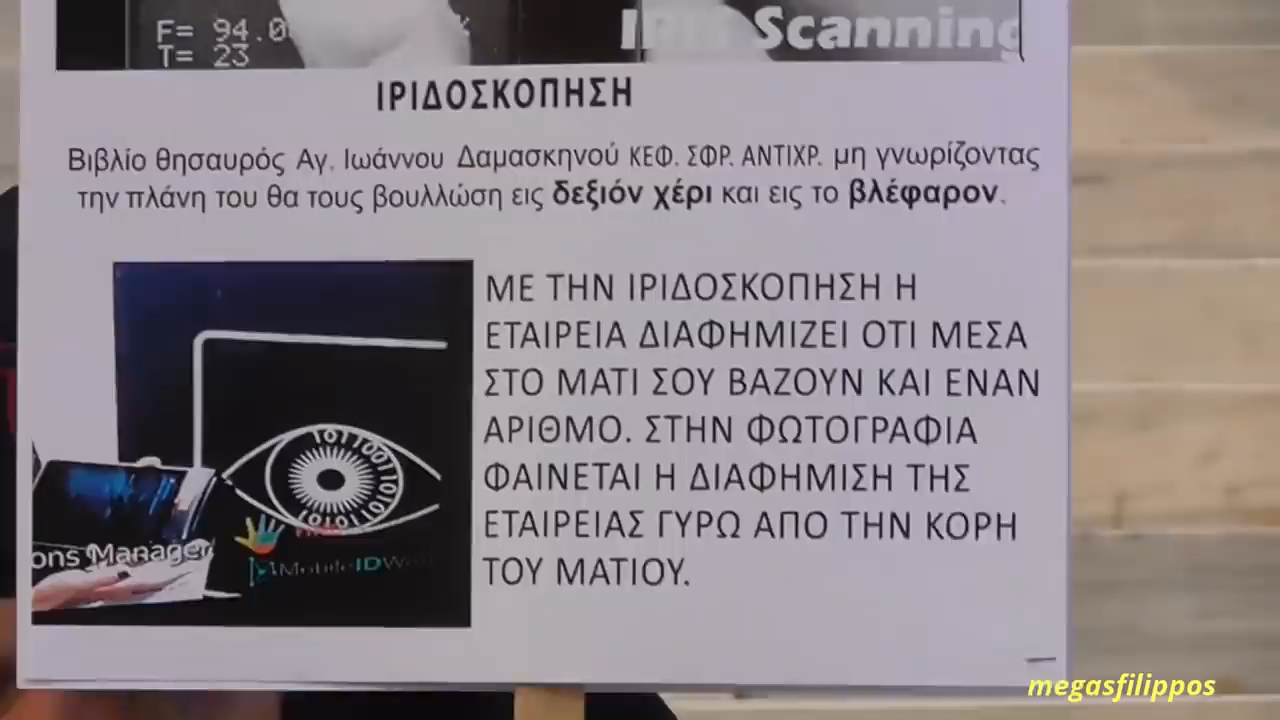 F= 94.0
T= 23
Scanning
ΙΡΙΔΟΣΚΟΠΗΣΗ
Βιβλίο θησαυρός Αγ. Ιωάννου Δαμασκηνού ΚΕΦ. ΣΦΡ. ΑΝΤΙΧΡ. μη γνωρίζοντας
την πλάνη του θα τους βουλλώση εις δεξιόν χέρι και εις το βλέφαρον.
ΜΕ ΤΗΝ ΙΡΙΔΟΣΚΟΠΗΣΗ Η
ΕΤΑΙΡΕΙΑ ΔΙΑΦΗΜΙΖΕΙ ΟΤΙ ΜΕΣΑ
ΣΤΟ ΜΑΤΙ ΣΟΥ ΒΑΖΟΥΝ ΚΑΙ ΕΝΑΝ
ΑΡΙΘΜΟ. ΣΤΗΝ ΦΩΤΟΓΡΑΦΙΑ
ΦΑΙΝΕΤΑΙ Η ΔΙΑΦΗΜΙΣΗ ΤΗΣ
ΕΤΑΙΡΕΙΑΣ ΓΥΡΩ ΑΠΟ ΤΗΝ ΚΟΡΗ
ΤΟΥ ΜΑΤΙΟΥ.
ons Manager
MobileID
megasfilippos